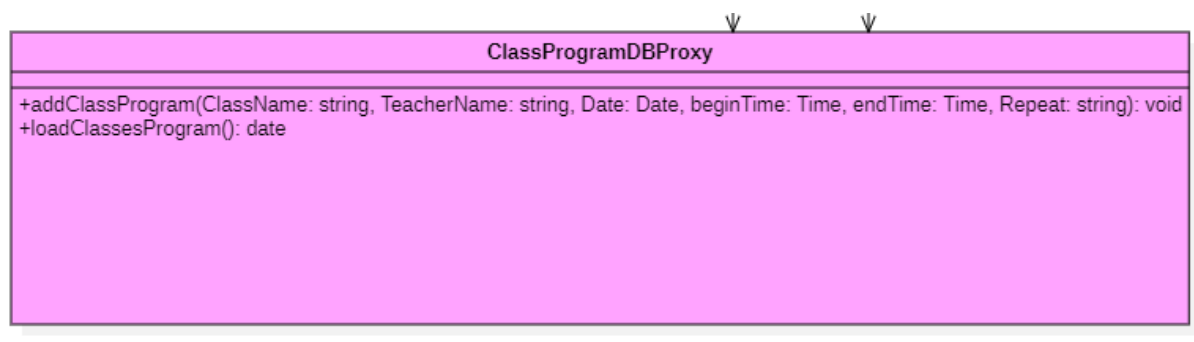 ClassProgramDBProxy
+addClassProgram(ClassName: string, TeacherName: string, Date: Date, beginTime: Time, endTime: Time, Repeat: string): void
+loadClassesProgram(): date